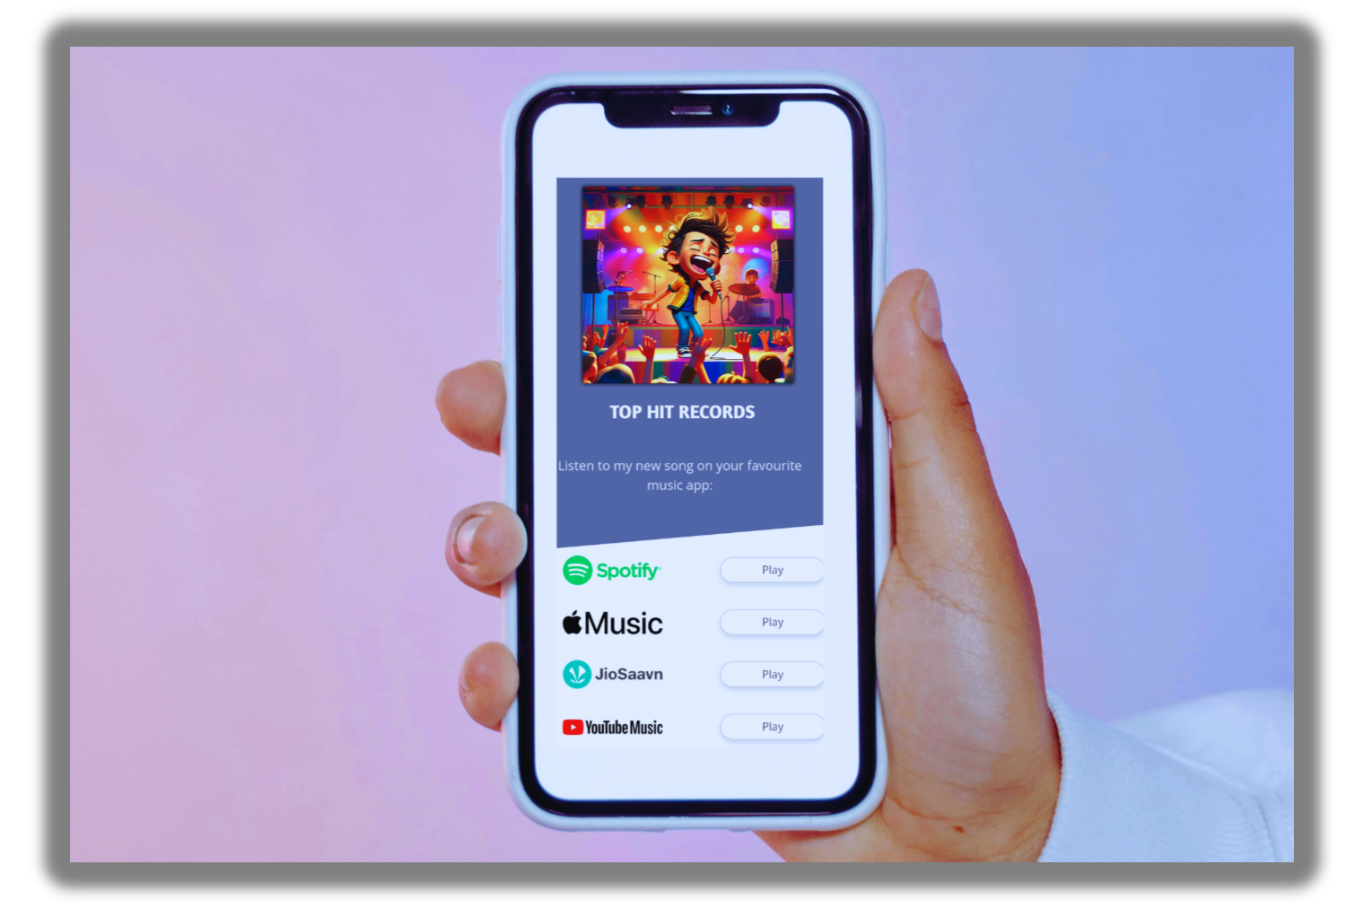 TOP HIT RECORDS
Listen to my new song on your favourite
music app:
Spotify Play
Music Play
JioSaavn Play
YouTube Music Play